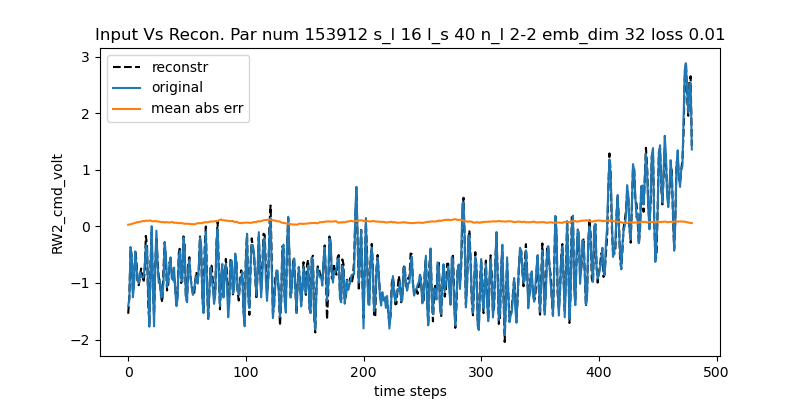 Input Vs Recon. Par num 153912 s_l 16 l_s 40 n_l 2-2 emb_dim 32 loss 0.01
reconstr
original
mean abs err
RW2_cmd_volt
3
2
1
0
−1
−2
0 100 200 300 400 500
time steps